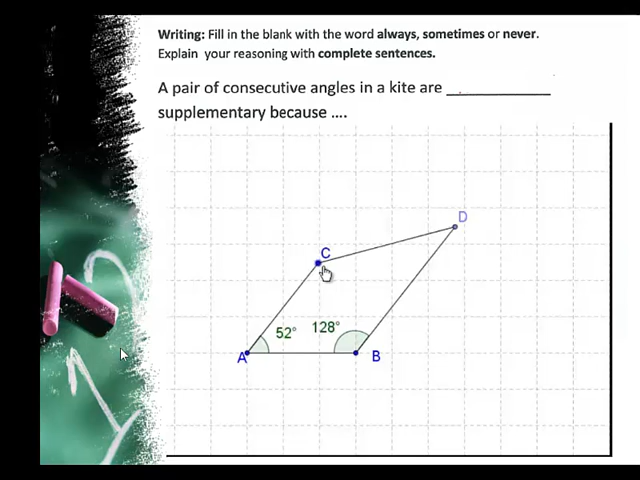 Writing: Fill in the blank with the word always, sometimes or never.
Explain your reasoning with complete sentences.
A pair of consecutive angles in a kite are ___________
supplementary because ....
D
C
52° 128°
A B